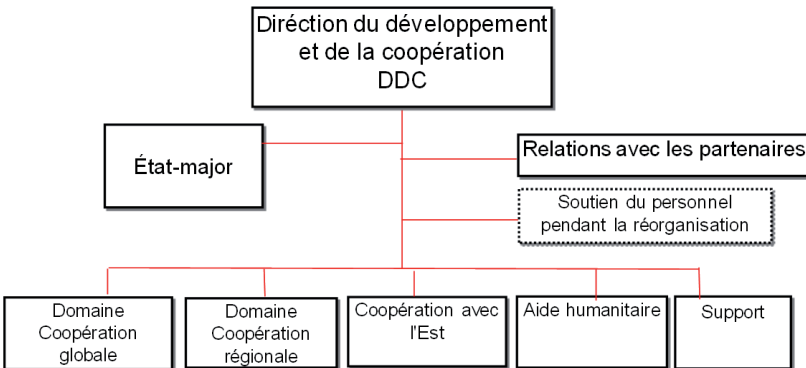 Diréction du développement
et de la coopération
DDC
État-major
Relations avec les partenaires
Soutien du personnel
pendant la réorganisation
Domaine
Coopération
globale
Domaine
Coopération
régionale
Coopération avec
l'Est
Aide humanitaire
Support